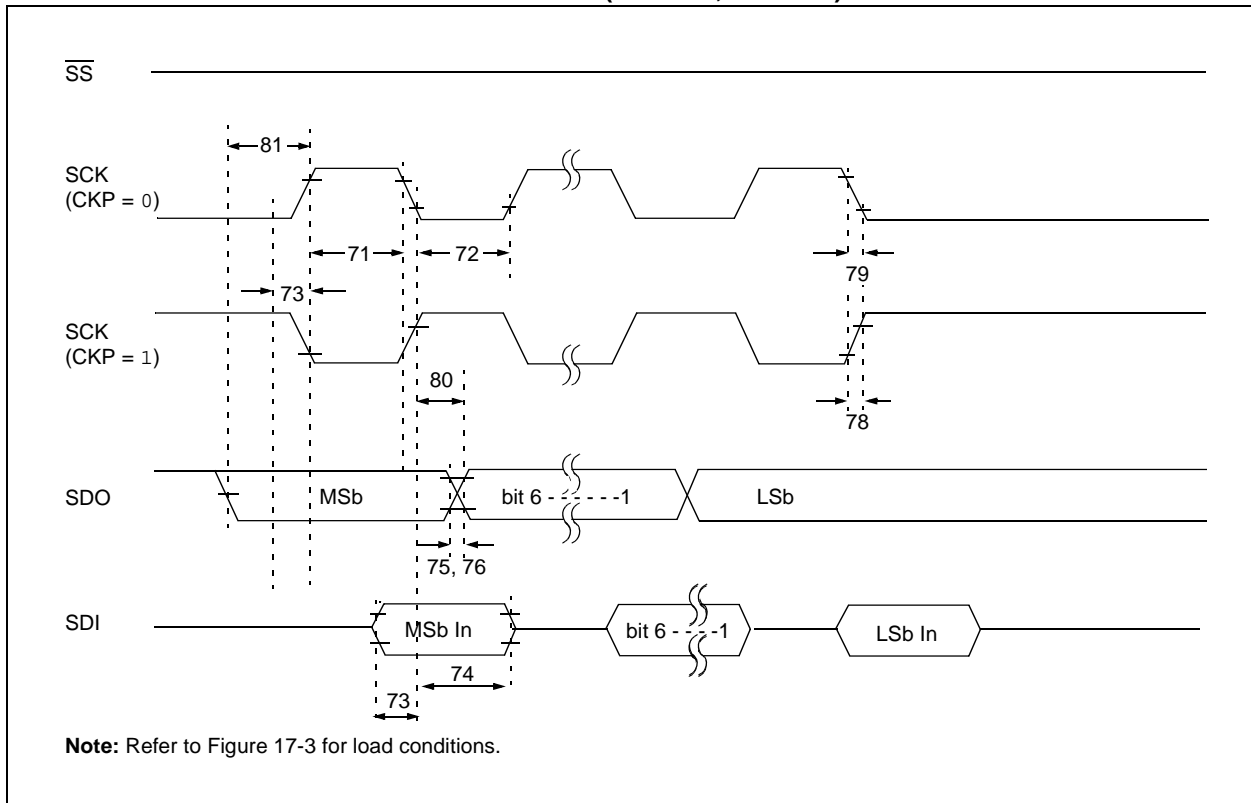 SS
81
SCK
(CKP = 0)
71
72
79
73
SCK
(CKP = 1)
80
78
SDO
MSb
bit 6 - - - - - -1
LSb
75, 76
SDI
MSb In
bit 6 - - - - -1
LSb In
74
73
Note: Refer to Figure 17-3 for load conditions.